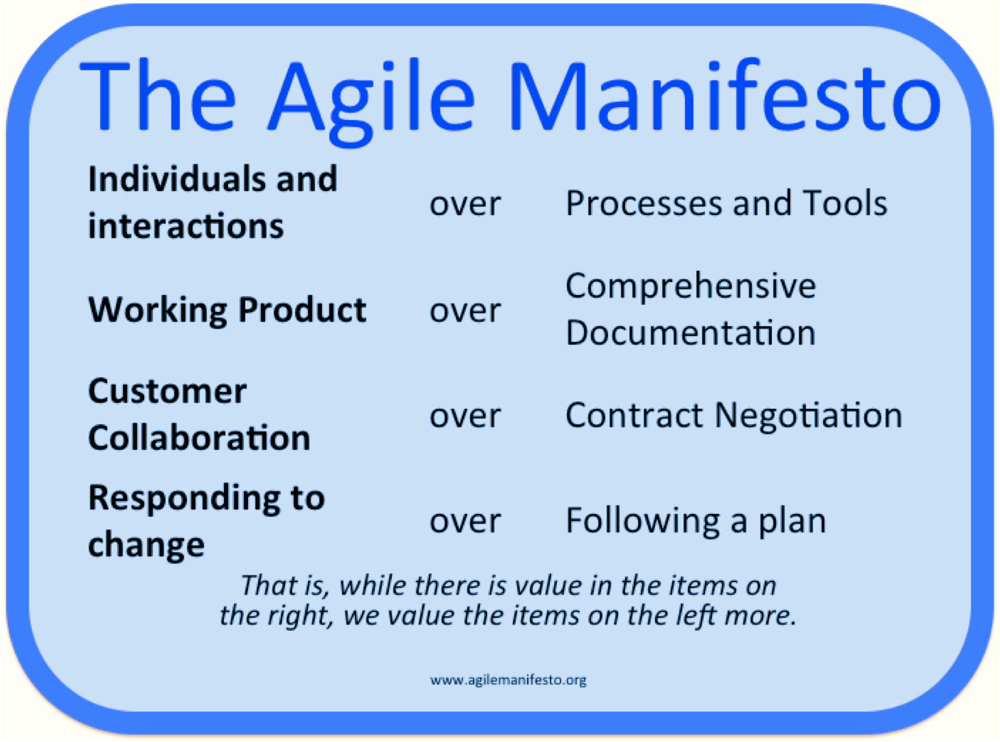 The Agile Manifesto
Individuals and
interactions
over
Processes and Tools
Working Product
over
Comprehensive
Documentation
Customer
Collaboration
over
Contract Negotiation
Responding to
change
over
Following a plan
That is, while there is value in the items on
the right, we value the items on the left more.
www.agilemanifesto.org